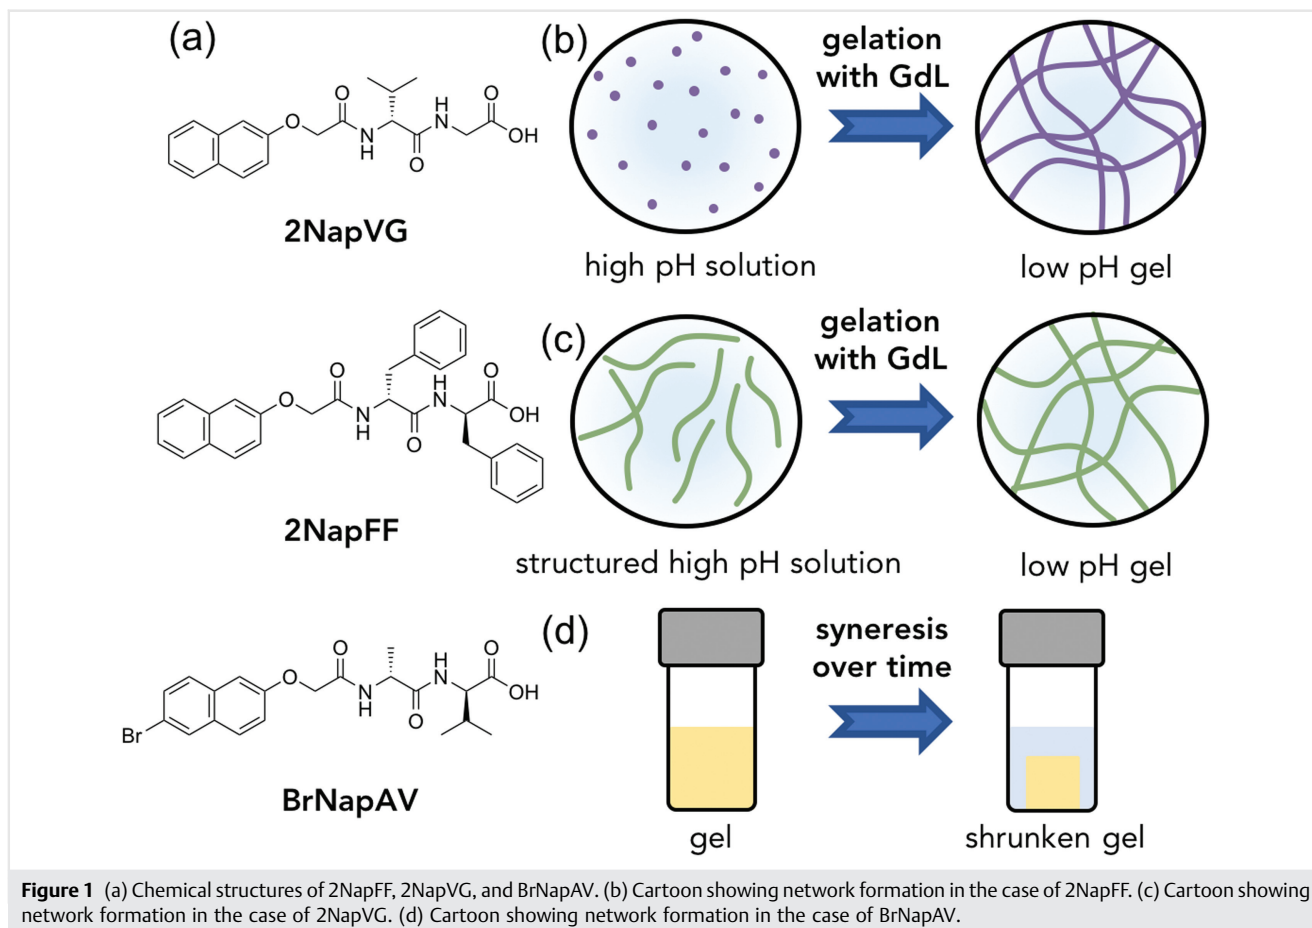 (a)
O
O
N
H
O
H
N
O
OH
2NapVG
(b)
gelation
with GdL
high pH solution
low pH gel
O
O
N
H
O
H
N
O
OH
2NapFF
(c)
gelation
with GdL
structured high pH solution
low pH gel
Br
O
O
N
H
O
H
N
O
OH
BrNapAV
(d)
syneresis
over time
gel
shrunken gel
Figure 1 (a) Chemical structures of 2NapFF, 2NapVG, and BrNapAV. (b) Cartoon showing network formation in the case of 2NapFF. (c) Cartoon showing
network formation in the case of 2NapVG. (d) Cartoon showing network formation in the case of BrNapAV.